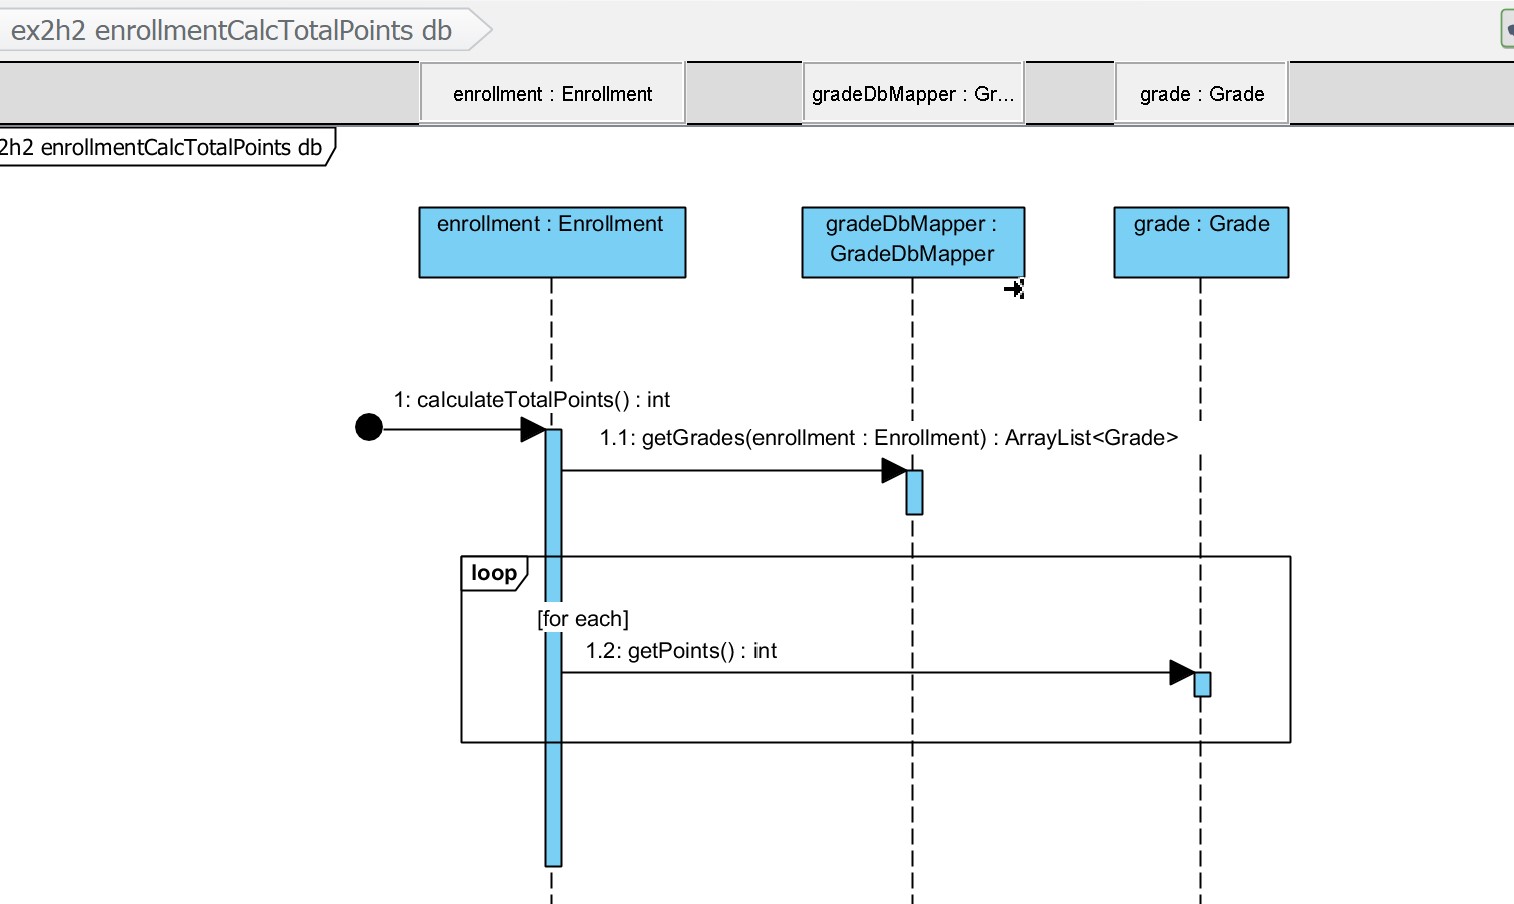 ex2h2 enrollmentCalcTotalPoints db
enrollment : Enrollment
gradeDbMapper : Gr...
grade : Grade
2h2 enrollmentCalcTotalPoints db
enrollment : Enrollment
gradeDbMapper :
GradeDbMapper
grade : Grade
1: calculateTotalPoints() : int
1.1: getGrades(enrollment : Enrollment) : ArrayList<Grade>
loop
[for each]
1.2: getPoints() : int